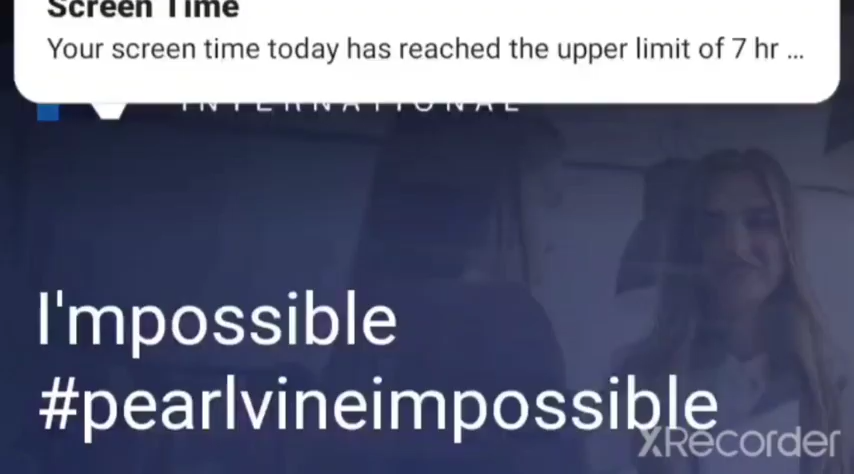 Screen Time
Your screen time today has reached the upper limit of 7 hr ...
INTERNATIONAL
I'mpossible
#pearlvineimpossible
XRecorder